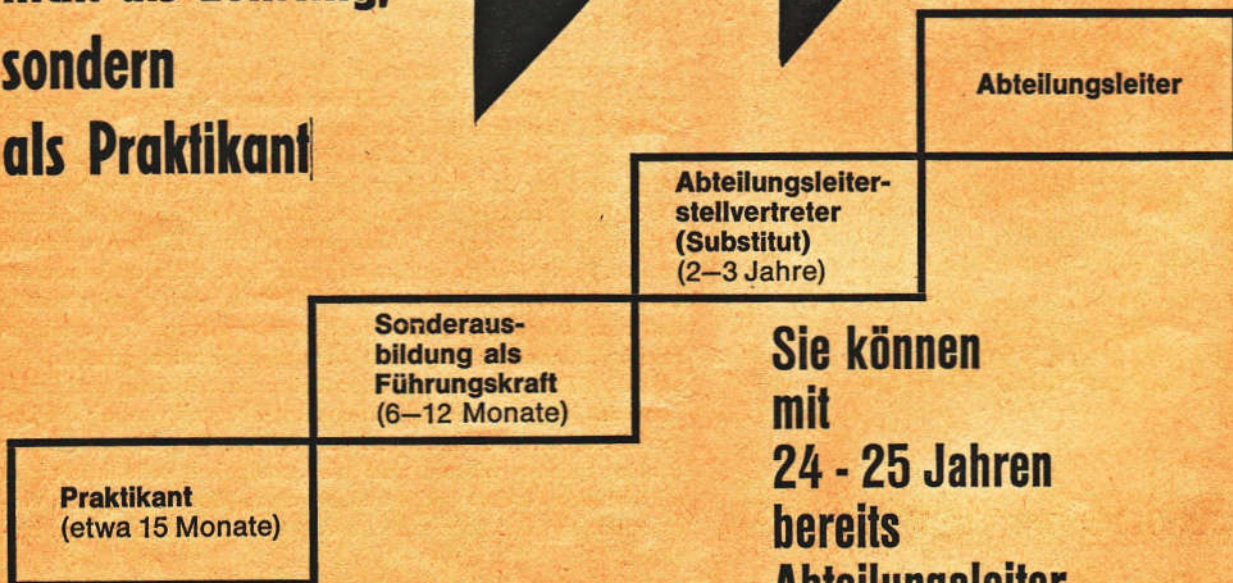 sondern
als Praktikant
Abteilungsleiter
Abteilungsleiter-
stellvertreter
(Substitut)
(2—3 Jahre)
Sonderaus-
bildung als
Führungskraft
(6—12 Monate)
Praktikant
(etwa 15 Monate)
Sie können
mit
24 - 25 Jahren
bereits
Abteilungsleiter